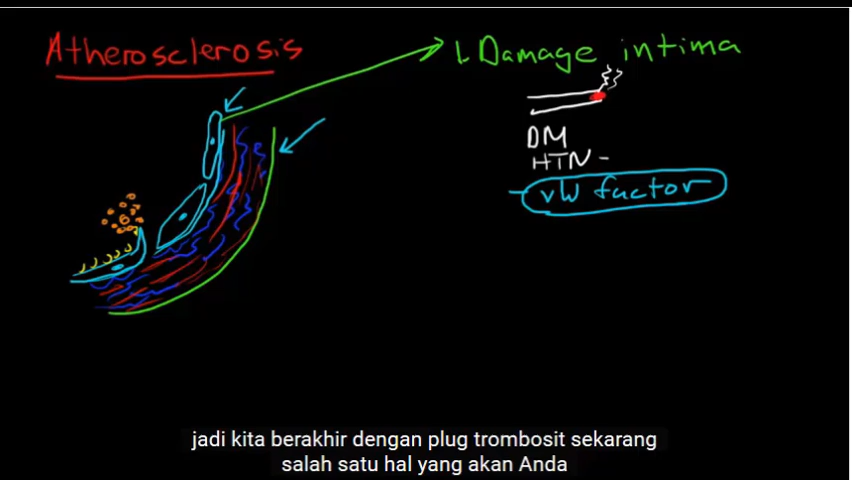 Atherosclerosis
1. Damage intima
DM
HTN -
vW factor
jadi kita berakhir dengan plug trombosit sekarang
salah satu hal yang akan Anda